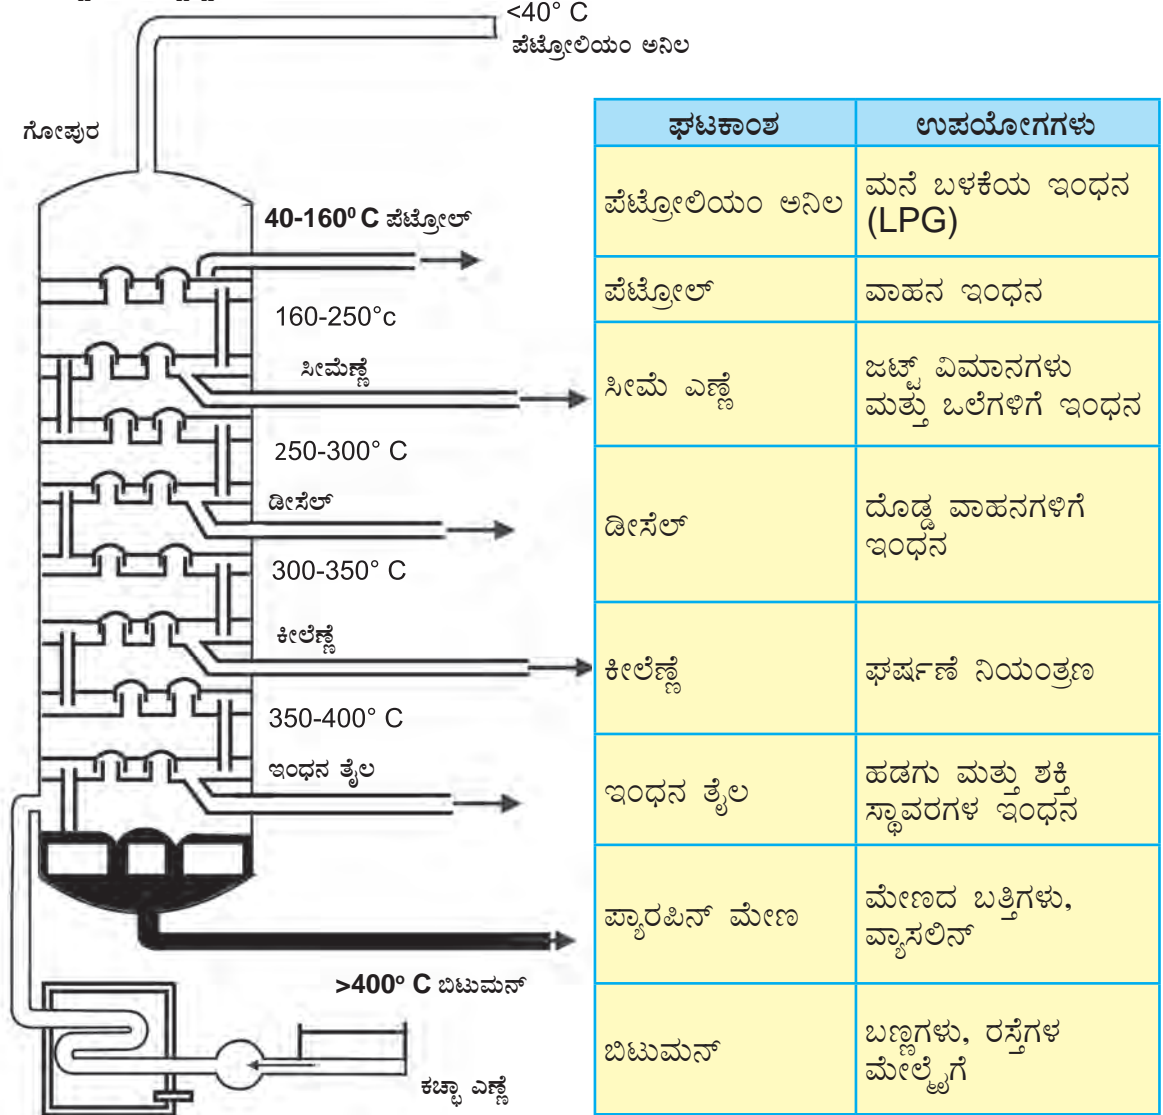 <40° C
ಪೆಟ್ರೋಲಿಯಂ ಅನಿಲ
ಗೋಪುರ
40-160⁰ C ಪೆಟ್ರೋಲ್
160-250°c
ಸೀಮೆಣ್ಣೆ
250-300° C
ಡೀಸೆಲ್
300-350° C
ಕೀಲೆಣ್ಣೆ
350-400° C
ಇಂಧನ ತೈಲ
>400° C ಬಿಟುಮನ್
ಕಚ್ಛಾ ಎಣ್ಣೆ
ಘಟಕಾಂಶ ಉಪಯೋಗಗಳು
ಪೆಟ್ರೋಲಿಯಂ ಅನಿಲ ಮನೆ ಬಳಕೆಯ ಇಂಧನ
(LPG)
ಪೆಟ್ರೋಲ್ ವಾಹನ ಇಂಧನ
ಸೀಮೆ ಎಣ್ಣೆ ಜಟ್ಟ್ ವಿಮಾನಗಳು
ಮತ್ತು ಒಲೆಗಳಿಗೆ ಇಂಧನ
ಡೀಸೆಲ್ ದೊಡ್ಡ ವಾಹನಗಳಿಗೆ
ಇಂಧನ
ಕೀಲೆಣ್ಣೆ ಘರ್ಷಣೆ ನಿಯಂತ್ರಣ
ಇಂಧನ ತೈಲ ಹಡಗು ಮತ್ತು ಶಕ್ತಿ
ಸ್ಥಾವರಗಳ ಇಂಧನ
ಪ್ಯಾರಪಿನ್ ಮೇಣ ಮೇಣದ ಬತ್ತಿಗಳು,
ವ್ಯಾಸಲಿನ್
ಬಿಟುಮನ್ ಬಣ್ಣಗಳು, ರಸ್ತೆಗಳ
ಮೇಲ್ಮೈಗೆ